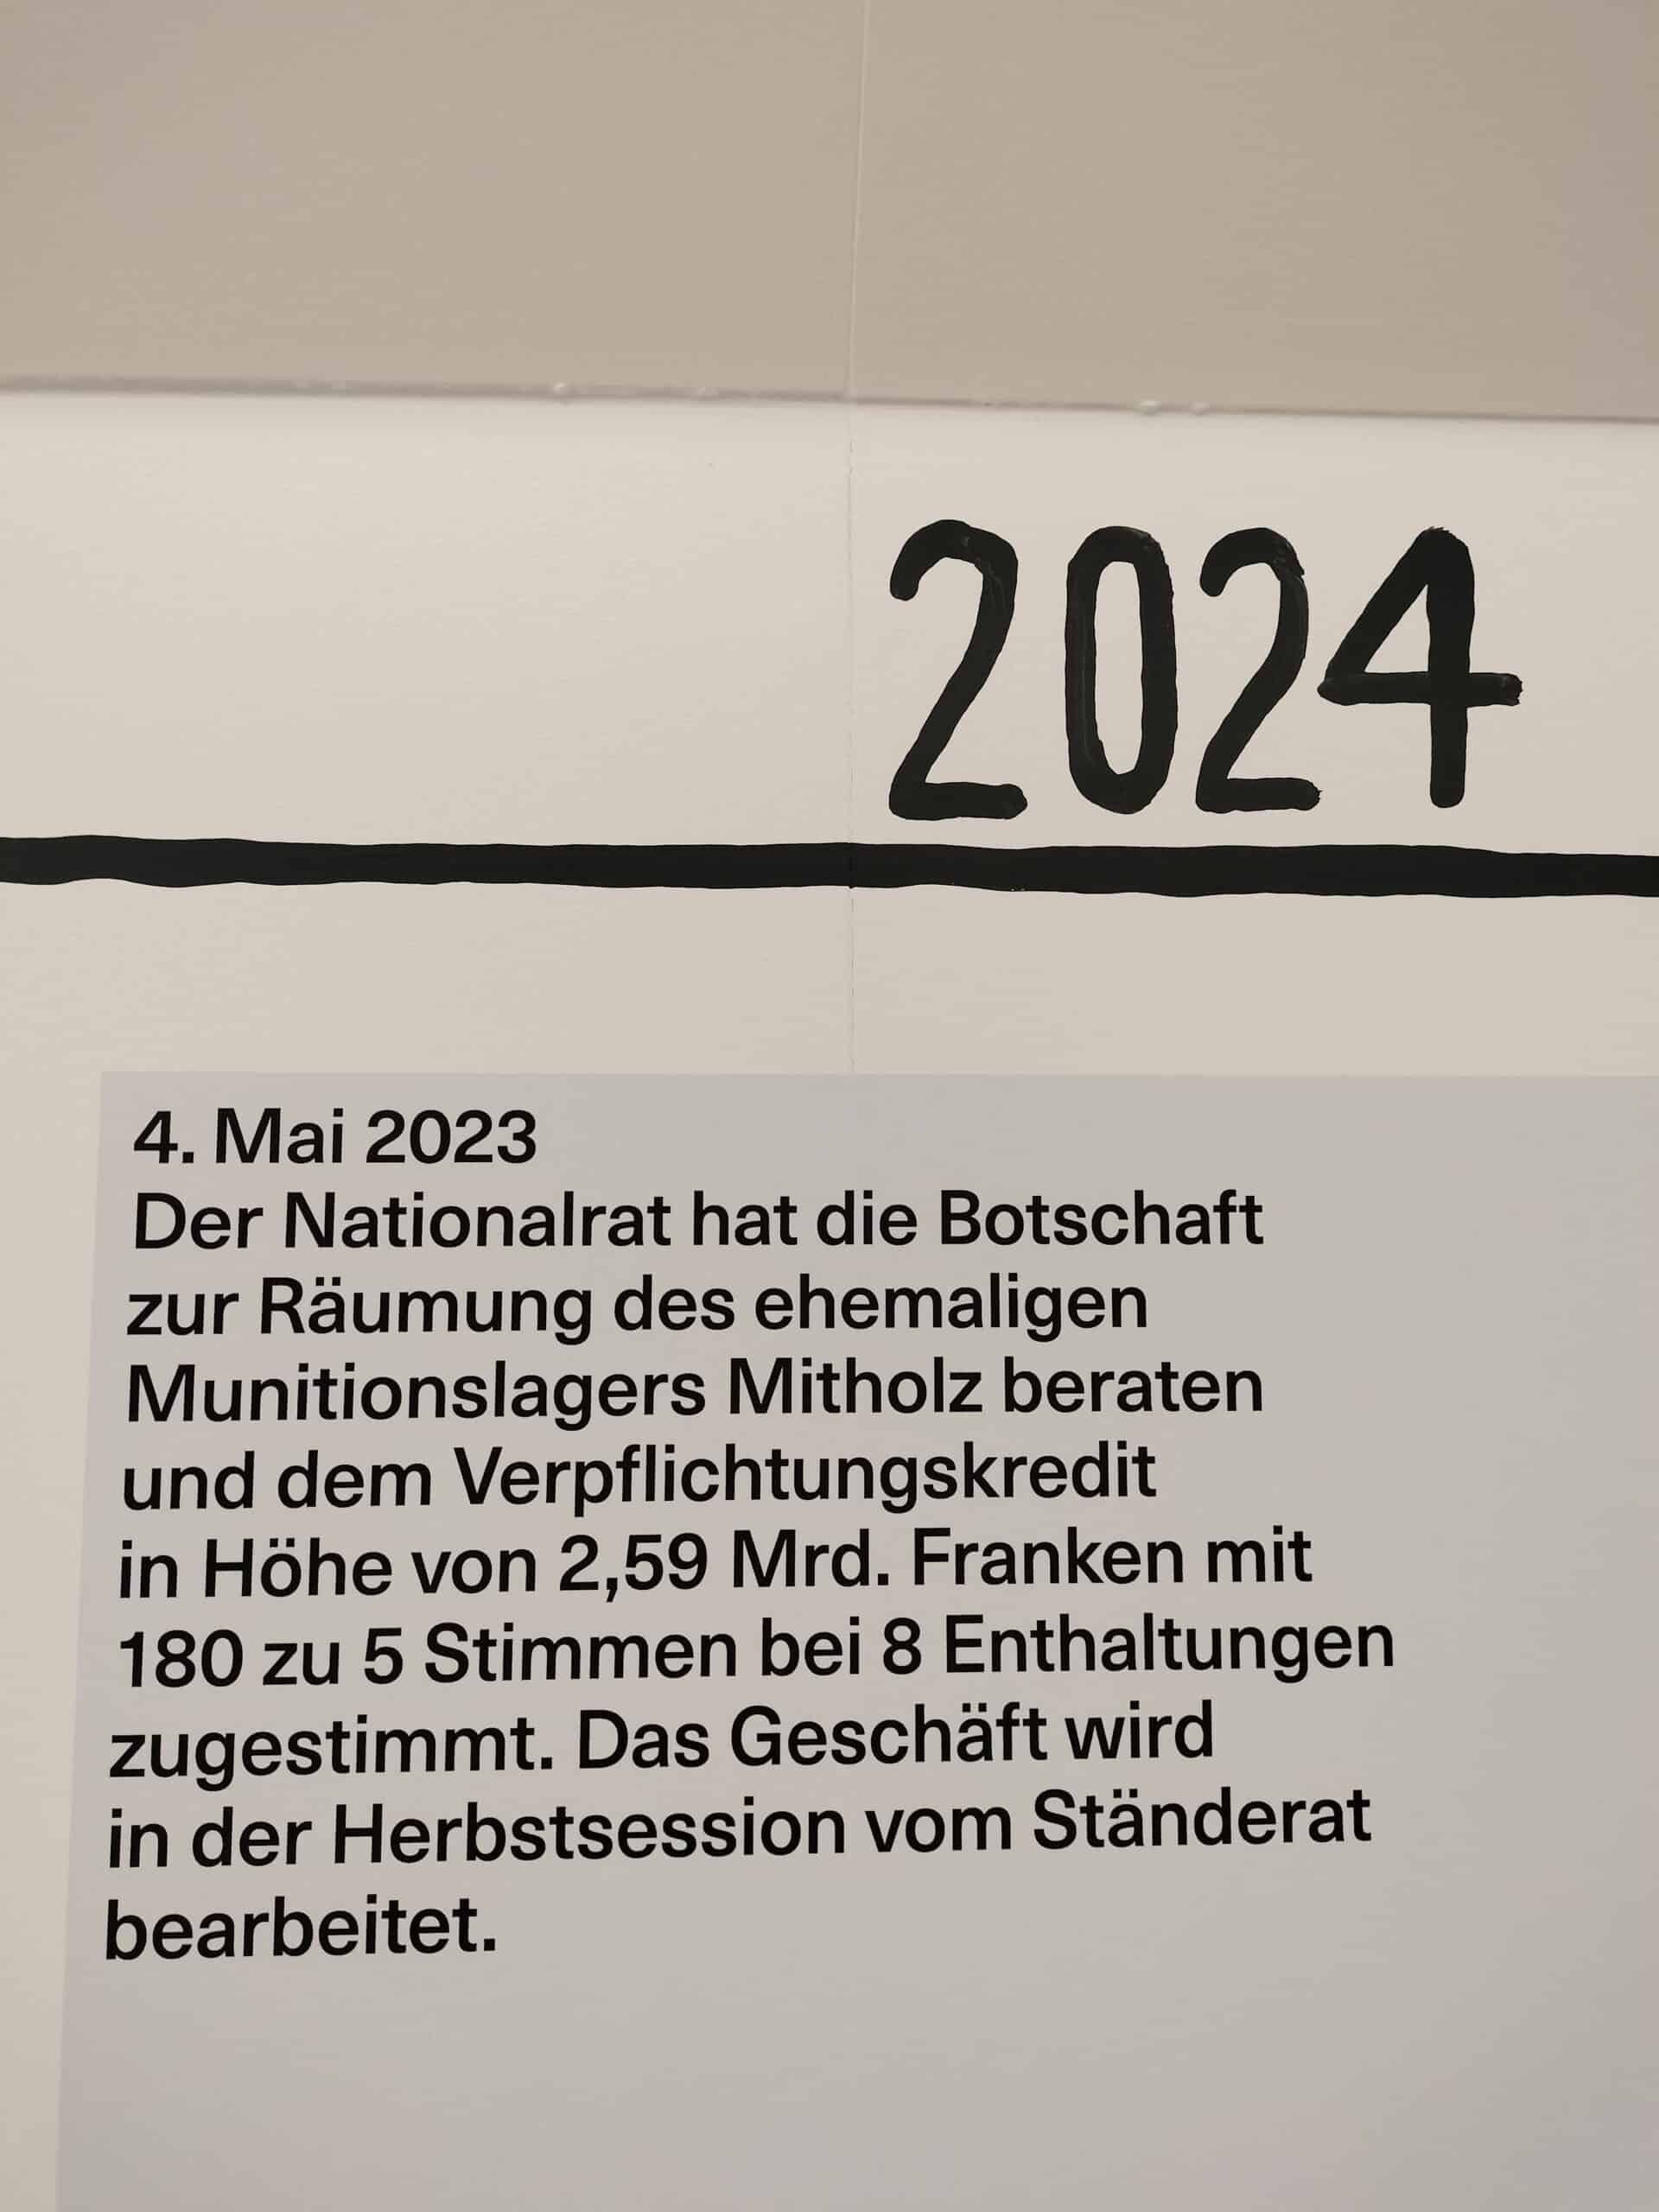 2024
4. Mai 2023
Der Nationalrat hat die Botschaft
zur Räumung des ehemaligen
Munitionslagers Mitholz beraten
und dem Verpflichtungskredit
in Höhe von 2,59 Mrd. Franken mit
180 zu 5 Stimmen bei 8 Enthaltungen
zugestimmt. Das Geschäft wird
in der Herbstsession vom Ständerat
bearbeitet.